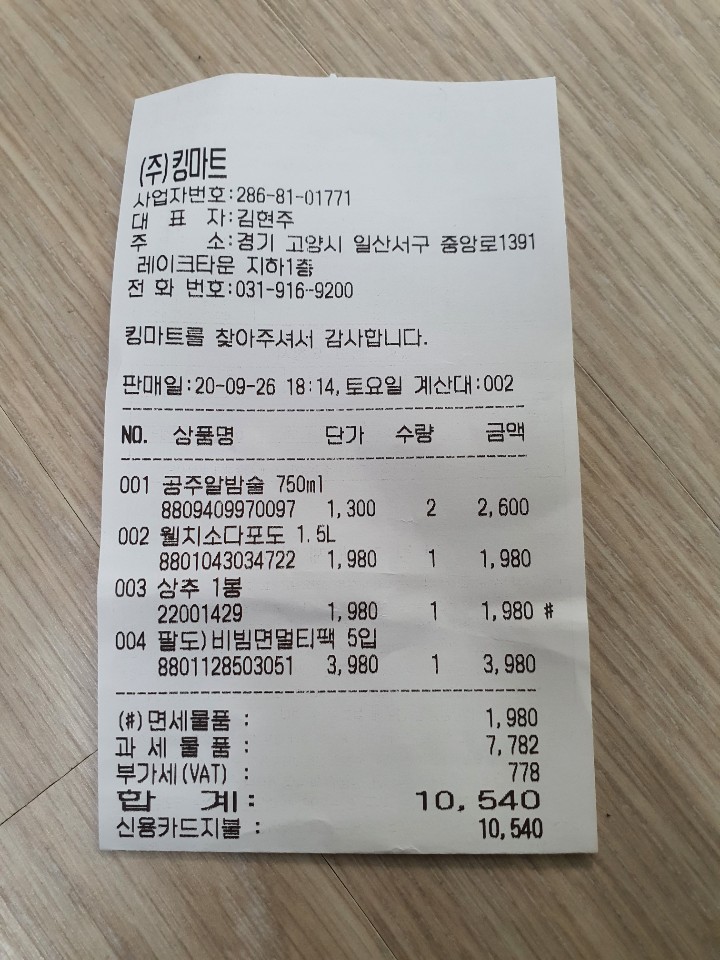 (주)킹마트
사업자번호:286-81-01771
대 표 자:김현주
주 소:경기 고양시 일산서구 중앙로1391
레이크타운 지하1층
전 화 번호:031-916-9200
킹마트를 찾아주셔서 감사합니다.
판매일:20-09-26 18:14,토요일 계산대:002
NO. 상품명 단가 수량 금액
001 공주알밤술 750ml
8809409970097 1,300 2 2,600
002 웰치소다포도 1.5L
8801043034722 1,980 1 1,980
003 상추 1봉
22001429 1,980 1 1,980 #
004 팔도)비빔면멀티팩 5입
8801128503051 3,980 1 3,980
(#)면세물품 : 1,980
과 세 물 품 : 7,782
부가세(VAT) : 778
합 계: 10,540
신용카드지불 : 10,540